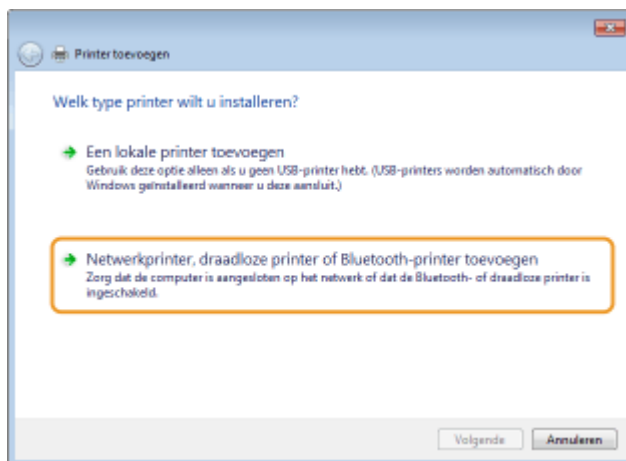 Printer toevoegen
Welk type printer wilt u installeren?
Een lokale printer toevoegen
Gebruik deze optie alleen als u geen USB-printer hebt. (USB-printers worden automatisch door
Windows geïnstalleerd wanneer u deze aansluit.)
Netwerkprinter, draadloze printer of Bluetooth-printer toevoegen
Zorg dat de computer is aangesloten op het netwerk of dat de Bluetooth- of draadloze printer is
ingeschakeld.
Volgende
Annuleren